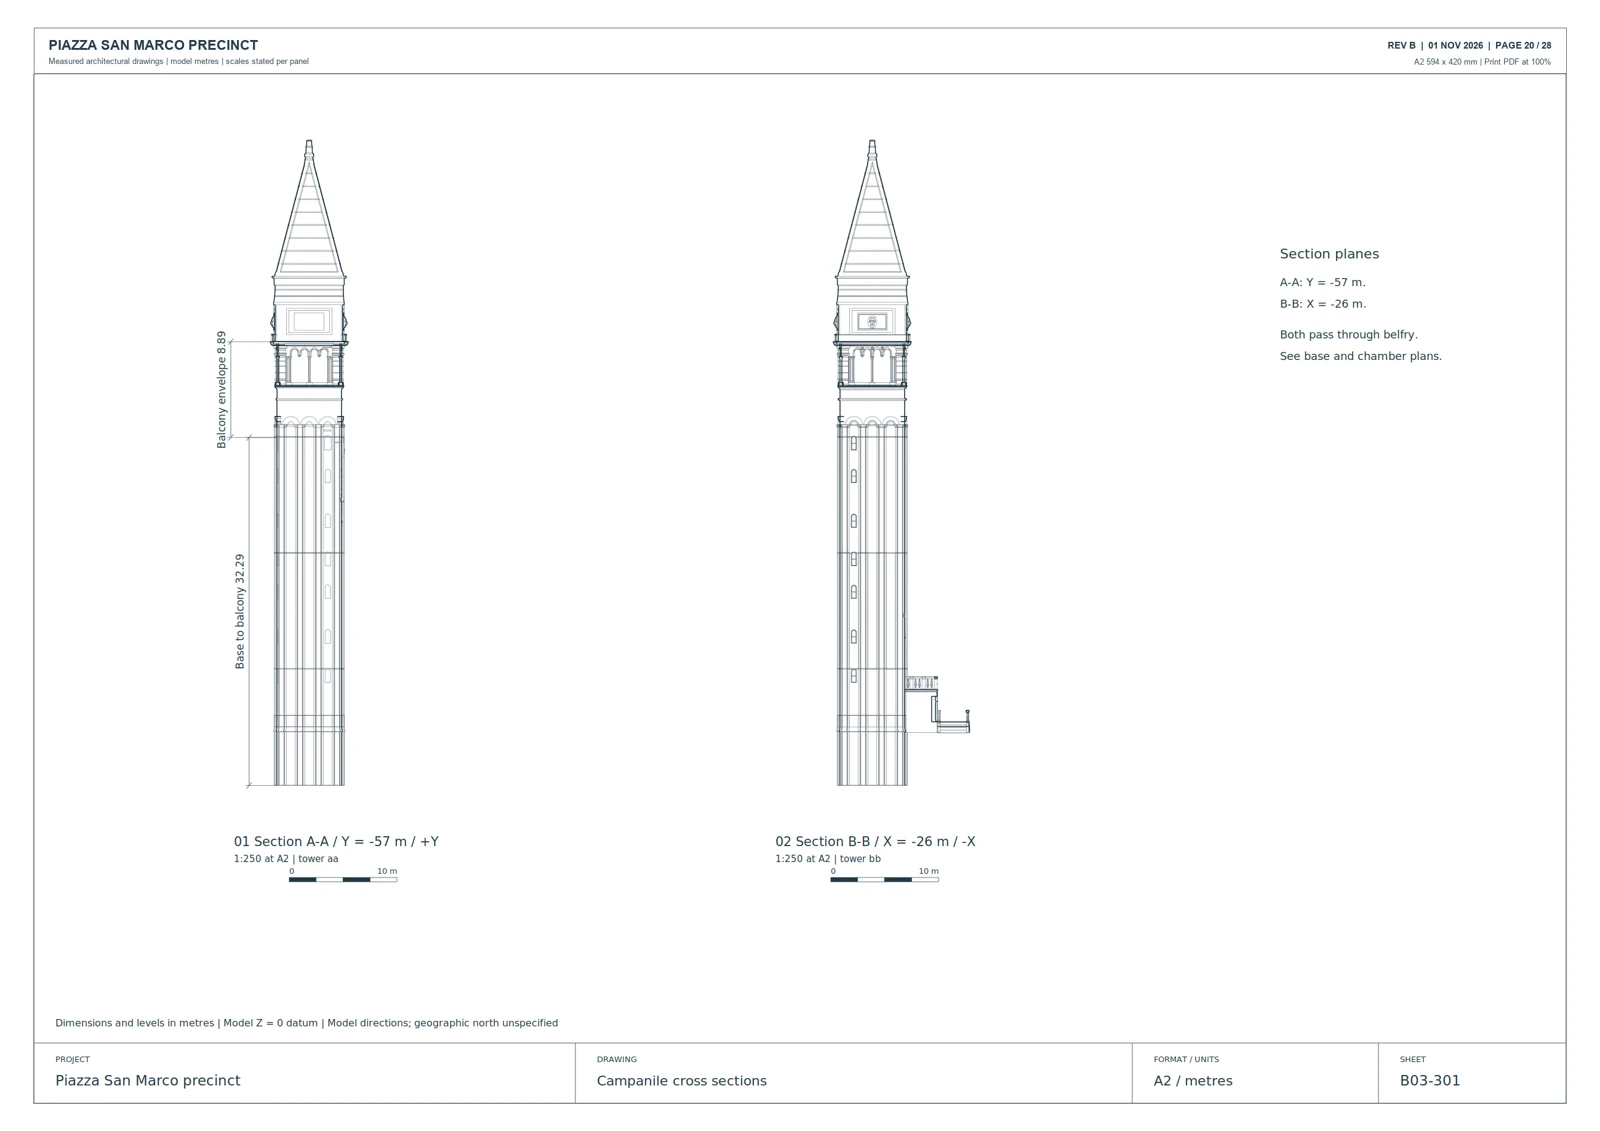 PIAZZA SAN MARCO PRECINCT
Measured architectural drawings | model metres | scales stated per panel
REV B | 01 NOV 2026 | PAGE 20 / 28
A2 594 x 420 mm | Print PDF at 100%
Section planes
A-A: Y = -57 m.
B-B: X = -26 m.
Both pass through belfry.
See base and chamber plans.
Balcony envelope 8.89
Base to balcony 32.29
01 Section A-A / Y = -57 m / +Y
1:250 at A2 | tower aa
0 10 m
02 Section B-B / X = -26 m / -X
1:250 at A2 | tower bb
0 10 m
Dimensions and levels in metres | Model Z = 0 datum | Model directions; geographic north unspecified
PROJECT
Piazza San Marco precinct
DRAWING
Campanile cross sections
FORMAT / UNITS
A2 / metres
SHEET
B03-301